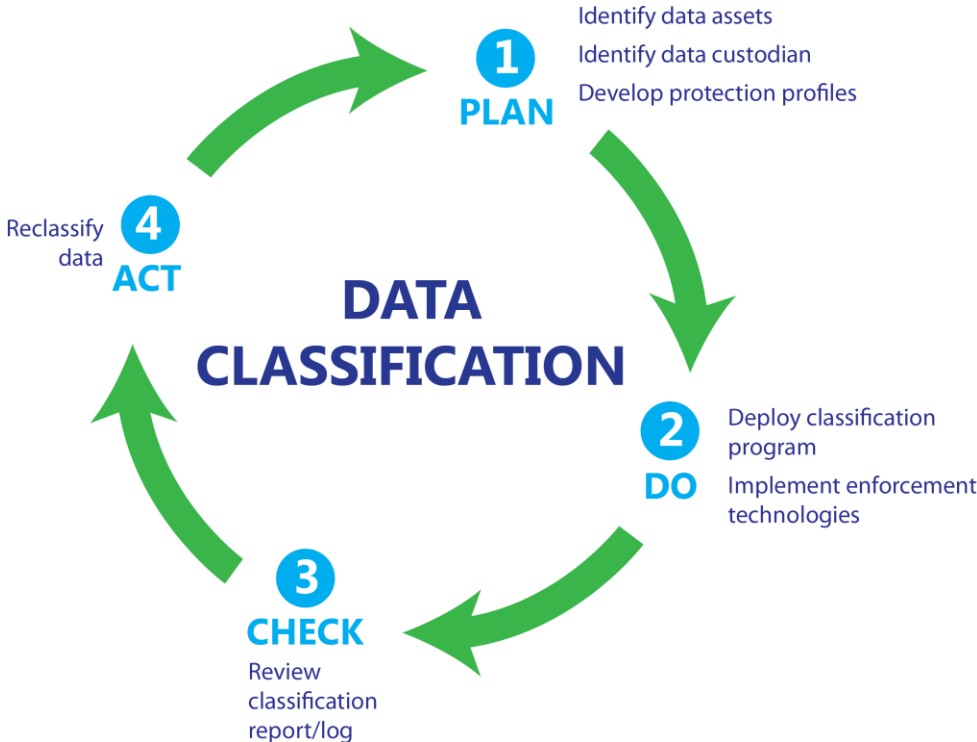 1
PLAN
Identify data assets
Identify data custodian
Develop protection profiles
4
ACT
Reclassify
data
DATA
CLASSIFICATION
2
DO
Deploy classification
program
Implement enforcement
technologies
3
CHECK
Review
classification
report/log